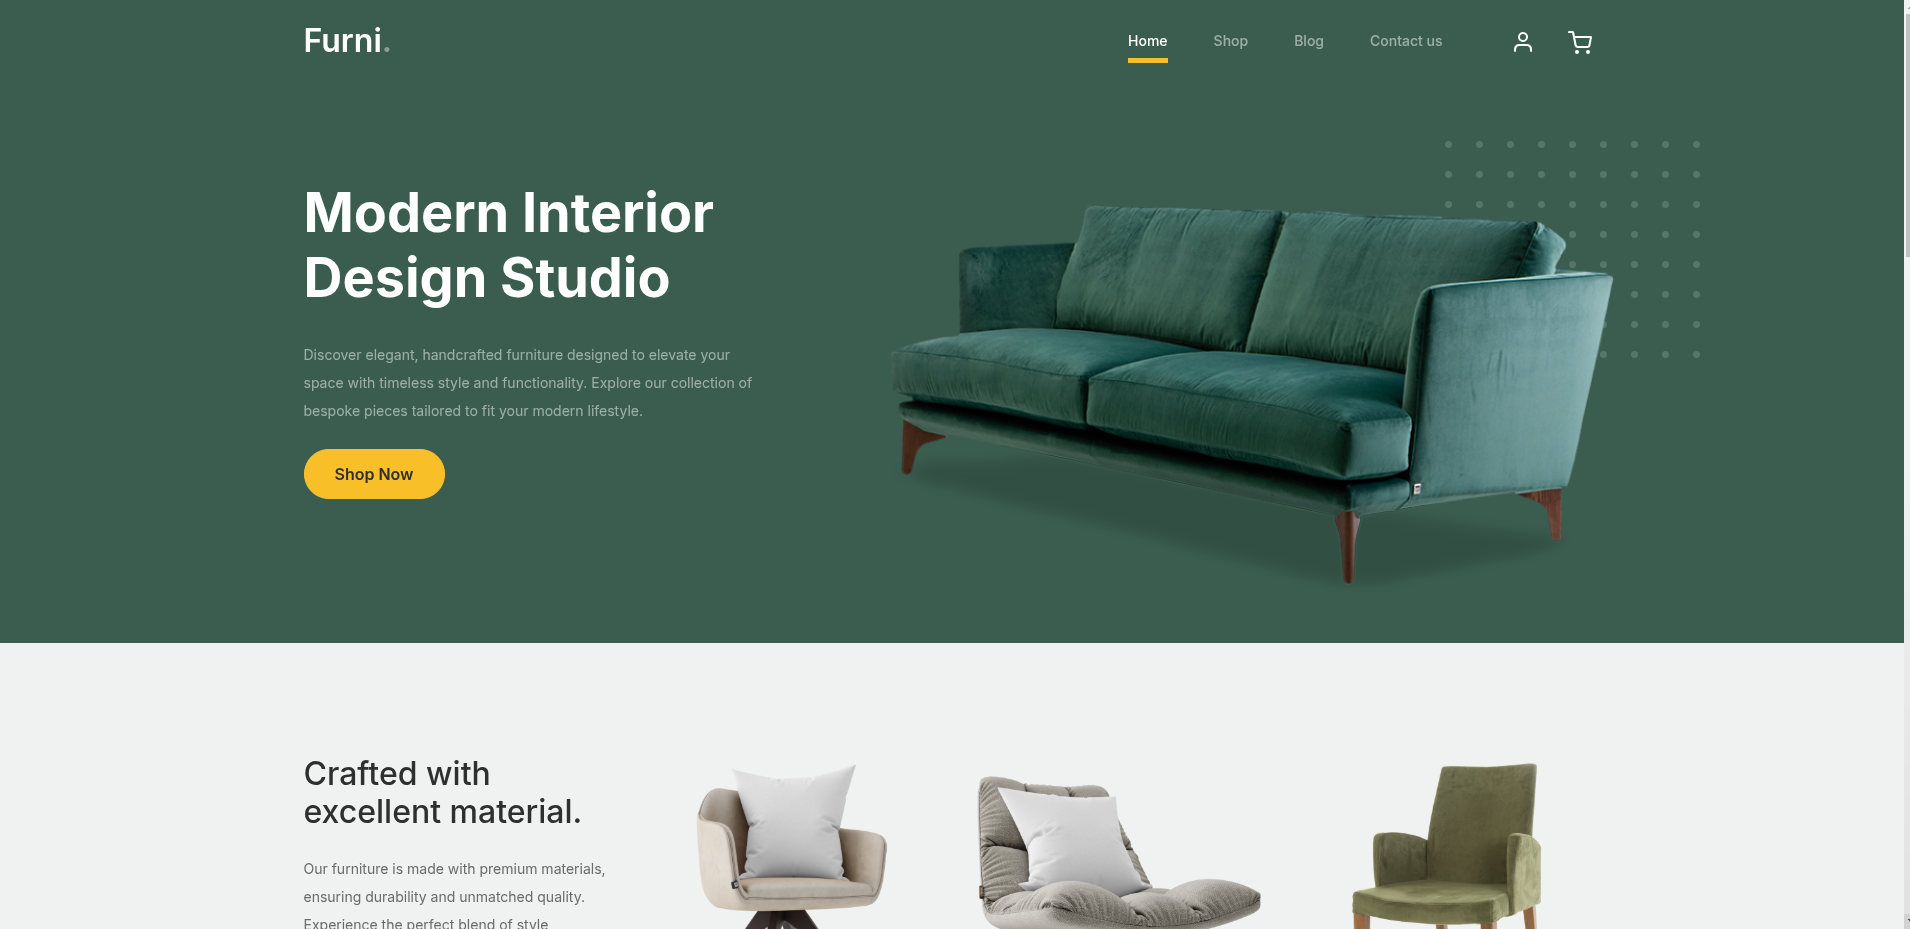 Furni.
Home
Shop
Blog
Contact us
Modern Interior
Design Studio
Discover elegant, handcrafted furniture designed to elevate your
space with timeless style and functionality. Explore our collection of
bespoke pieces tailored to fit your modern lifestyle.
Shop Now
Crafted with
excellent material.
Our furniture is made with premium materials,
ensuring durability and unmatched quality.
Experience the perfect blend of style